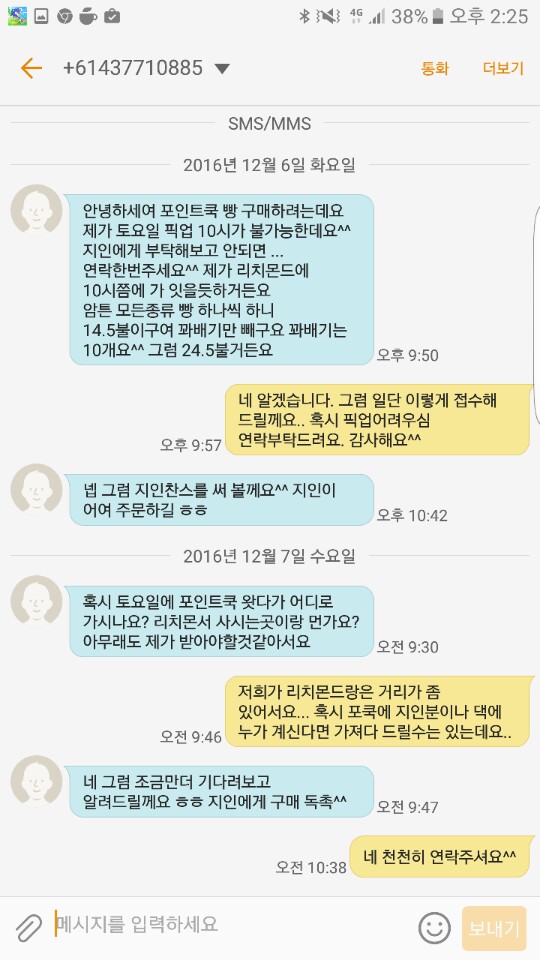 4G 38% 오후 2:25
+61437710885 통화 더보기
SMS/MMS
2016년 12월 6일 화요일
안녕하세여 포인트쿡 빵 구매하려는데요
제가 토요일 픽업 10시가 불가능한데요^^
지인에게 부탁해보고 안되면 ...
연락한번주세요^^ 제가 리치몬드에
10시쯤에 가 잇을듯하거든요
암튼 모든종류 빵 하나씩 하니
14.5불이구여 꽈배기만 빼구요 꽈배기는
10개요^^ 그럼 24.5불거든요
오후 9:50
네 알겠습니다. 그럼 일단 이렇게 접수해
드릴께요.. 혹시 픽업어려우심
연락부탁드려요. 감사해요^^
오후 9:57
넵 그럼 지인찬스를 써 볼께요^^ 지인이
어여 주문하길 ㅎㅎ
오후 10:42
2016년 12월 7일 수요일
혹시 토요일에 포인트쿡 왓다가 어디로
가시나요? 리치몬서 사시는곳이랑 먼가요?
아무래도 제가 받아야할것같아서요
오전 9:30
저희가 리치몬드랑은 거리가 좀
있어서요... 혹시 포쿡에 지인분이나 댁에
누가 계신다면 가져다 드릴수는 있는데요..
오전 9:46
네 그럼 조금만더 기다려보고
알려드릴께요 ㅎㅎ 지인에게 구매 독촉^^
오전 9:47
네 천천히 연락주셔요^^
오전 10:38
메시지를 입력하세요
보내기